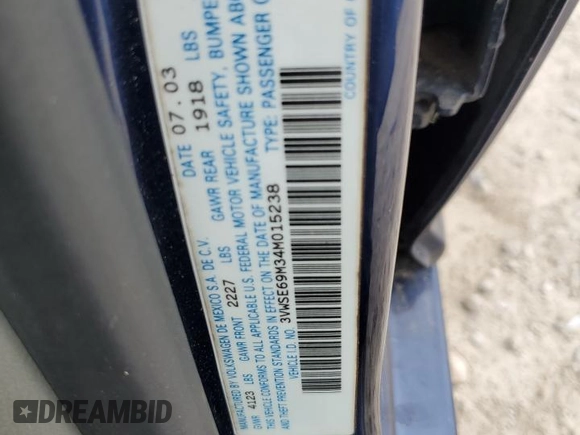 MANUFACTURED BY VOLKSWAGEN DE MEXICO S.A. DE C.V. DATE 07.03
GVWR 4123 LBS GAWR FRONT 2227 LBS GAWR REAR 1918 LBS
THIS VEHICLE CONFORMS TO ALL APPLICABLE U.S. FEDERAL MOTOR VEHICLE SAFETY, BUMPE
AND THEFT PREVENTION STANDARDS IN EFFECT ON THE DATE OF MANUFACTURE SHOWN ABO
VEHICLE I.D. NO. 3VWSE69M34M015238 TYPE: PASSENGER C
COUNTRY OF
DREAMBID